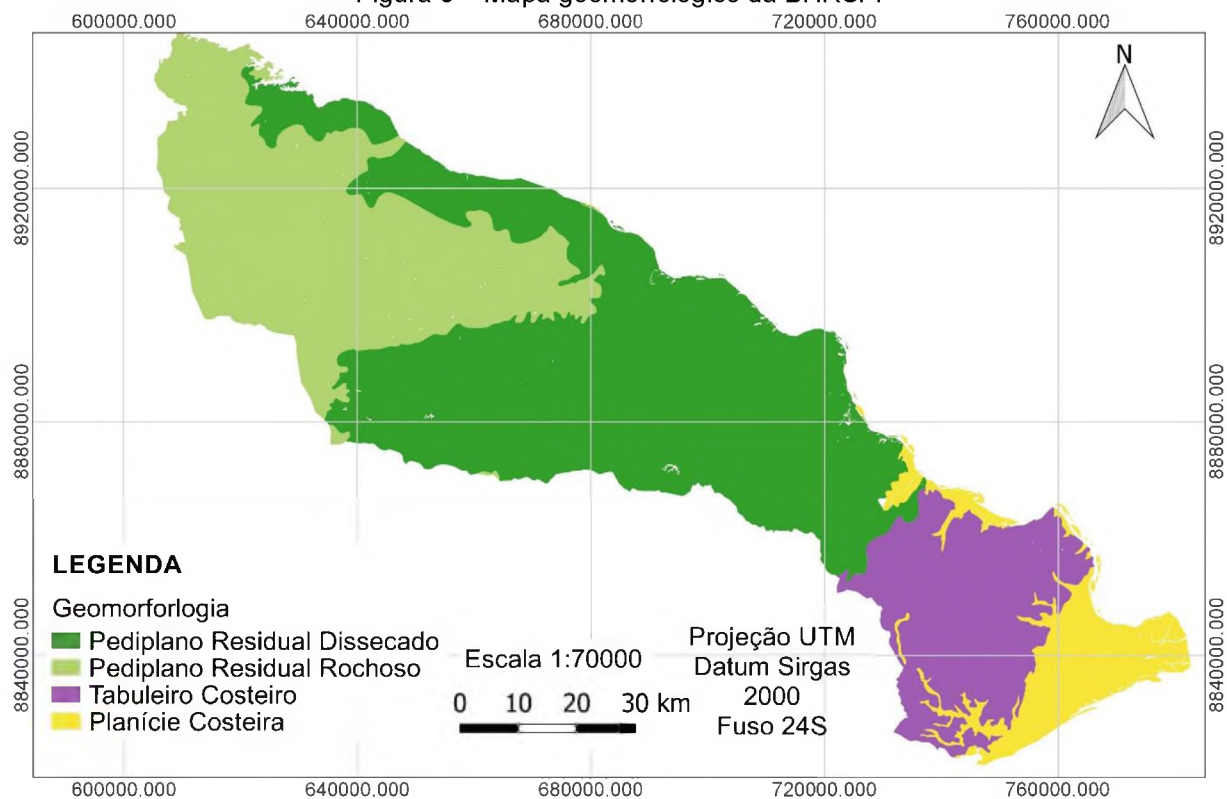 600000.000 640000.000 680000.000 720000.000 760000.000
N
8920000.000 8920000.000
8880000.000 8880000.000
8840000.000 8840000.000
LEGENDA
Geomorforlogia
Pediplano Residual Dissecado
Pediplano Residual Rochoso
Tabuleiro Costeiro
Planície Costeira
Escala 1:70000
0 10 20 30 km
Projeção UTM
Datum Sirgas
2000
Fuso 24S
600000.000 640000.000 680000.000 720000.000 760000.000